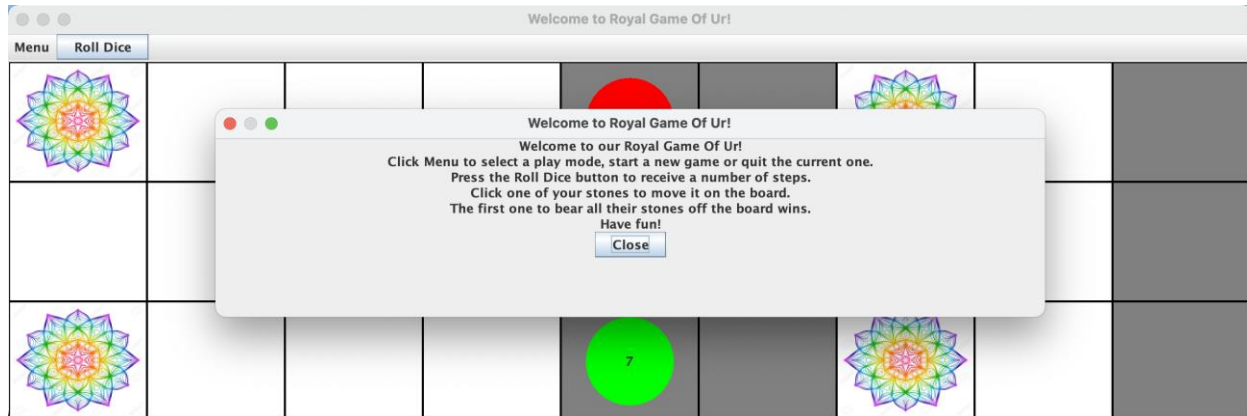 Welcome to Royal Game Of Ur!
Menu Roll Dice
Welcome to Royal Game Of Ur!
Welcome to our Royal Game Of Ur!
Click Menu to select a play mode, start a new game or quit the current one.
Press the Roll Dice button to receive a number of steps.
Click one of your stones to move it on the board.
The first one to bear all their stones off the board wins.
Have fun!
Close
7